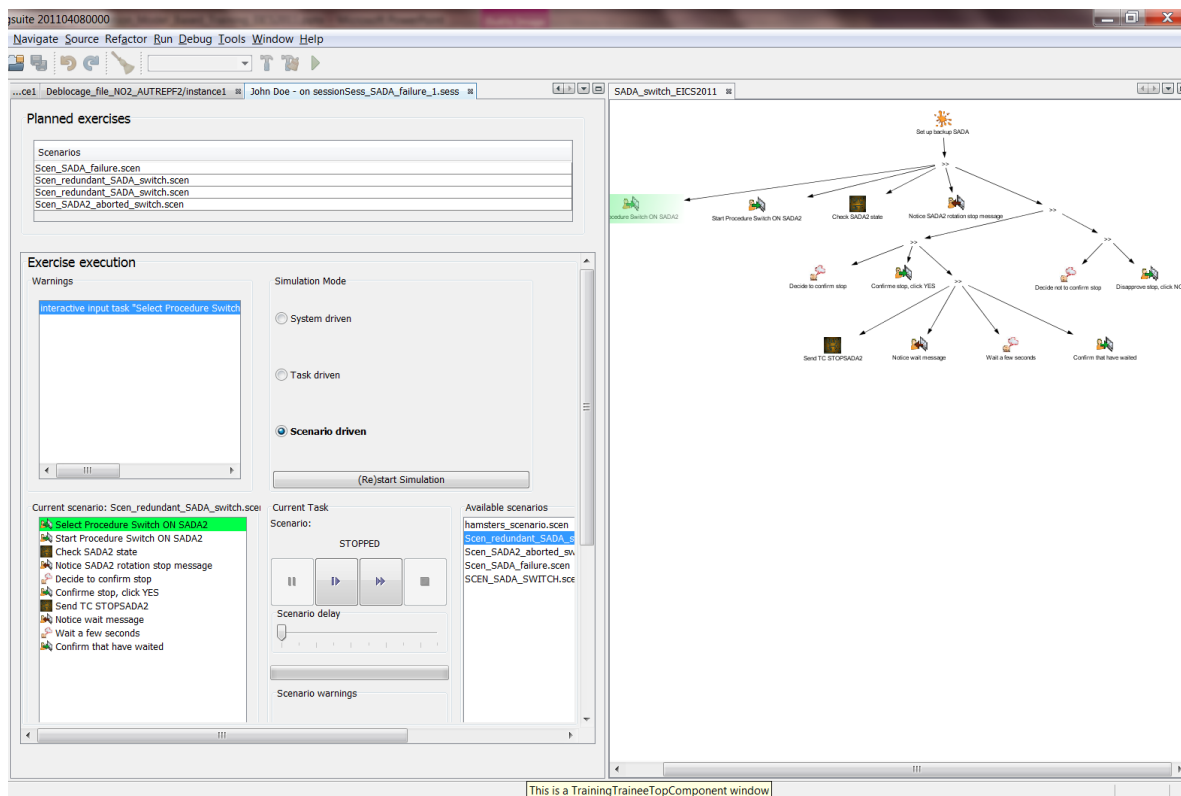 gsuite 201104080000
Navigate Source Refactor Run Debug Tools Window Help
...ce1 Deblocage_file_NO2_AUTREPF2/instance1 John Doe - on sessionSess_SADA_failure_1.sess SADA_switch_EICS2011
Planned exercises
Scenarios
Scen_SADA_failure.scen
Scen_redundant_SADA_switch.scen
Scen_redundant_SADA_switch.scen
Scen_SADA2_aborted_switch.scen
Exercise execution
Warnings
interactive input task "Select Procedure Switch
Simulation Mode
System driven
Task driven
Scenario driven
(Re)start Simulation
Current scenario: Scen_redundant_SADA_switch.scen
Select Procedure Switch ON SADA2
Start Procedure Switch ON SADA2
Check SADA2 state
Notice SADA2 rotation stop message
Decide to confirm stop
Confirme stop, click YES
Send TC STOPSADA2
Notice wait message
Wait a few seconds
Confirm that have waited
Current Task
Scenario:
STOPPED
Scenario delay
Scenario warnings
Available scenarios
hamsters_scenario.scen
Scen_redundant_SADA_s
Scen_SADA2_aborted_sw
Scen_SADA_failure.scen
SCEN_SADA_SWITCH.sce
Set up backup SADA
>>
ocedure Switch ON SADA2 Start Procedure Switch ON SADA2 Check SADA2 state Notice SADA2 rotation stop message >>
>> >>
Decide to confirm stop Confirme stop, click YES >> Decide not to confirm stop Disapprove stop, click NO
Send TC STOPSADA2 Notice wait message Wait a few seconds Confirm that have waited
This is a TrainingTraineeTopComponent window